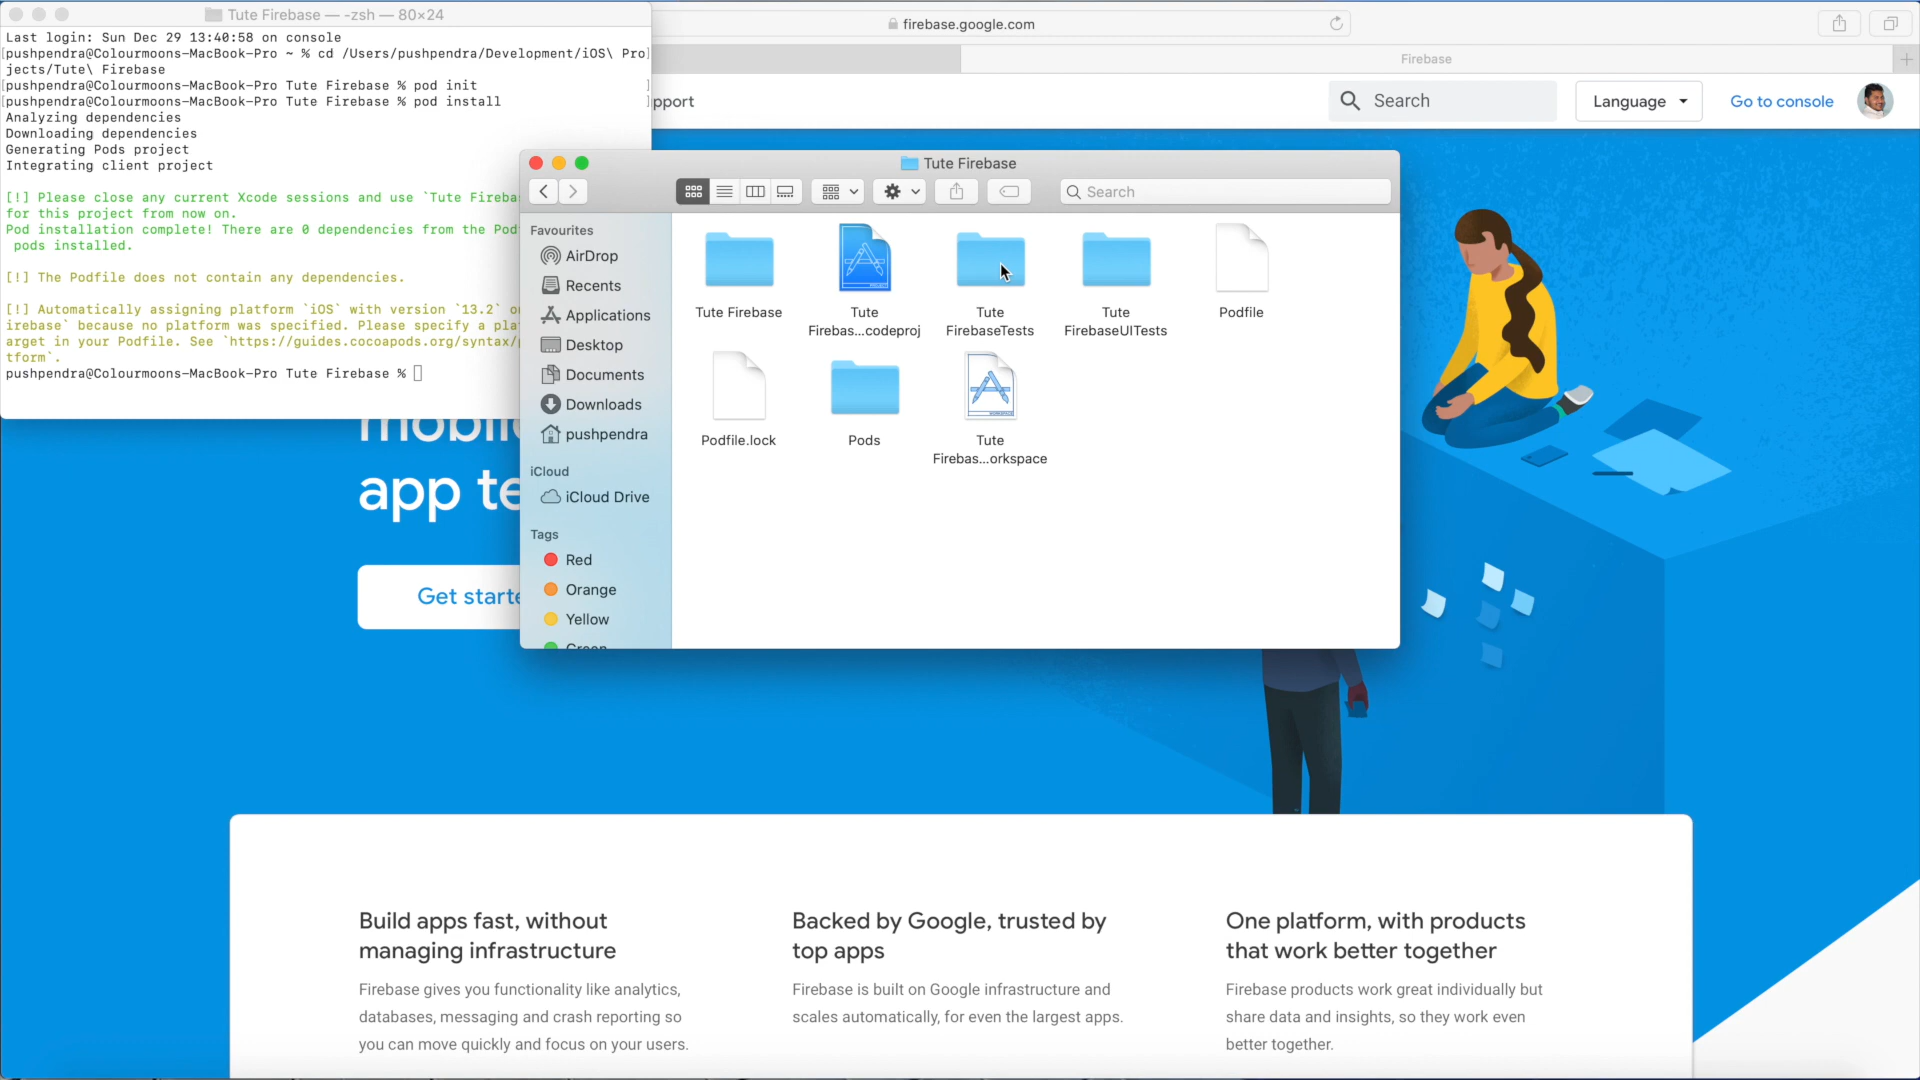 Tute Firebase — -zsh — 80×24
Last login: Sun Dec 29 13:40:58 on console
[pushpendra@Colourmoons-MacBook-Pro ~ % cd /Users/pushpendra/Development/iOS\ Pro]
jects/Tute\ Firebase
[pushpendra@Colourmoons-MacBook-Pro Tute Firebase % pod init ]
[pushpendra@Colourmoons-MacBook-Pro Tute Firebase % pod install ]
Analyzing dependencies
Downloading dependencies
Generating Pods project
Integrating client project
[!] Please close any current Xcode sessions and use `Tute Fireba
for this project from now on.
Pod installation complete! There are 0 dependencies from the Pod
pods installed.
[!] The Podfile does not contain any dependencies.
[!] Automatically assigning platform `iOS` with version `13.2` o
irebase` because no platform was specified. Please specify a pla
arget in your Podfile. See `https://guides.cocoapods.org/syntax/
tform`.
pushpendra@Colourmoons-MacBook-Pro Tute Firebase %
firebase.google.com
Firebase
pport
Search
Language
Go to console
Tute Firebase
Search
Favourites
AirDrop
Recents
Applications
Desktop
Documents
Downloads
pushpendra
iCloud
iCloud Drive
Tags
Red
Orange
Yellow
Green
Tute Firebase
Tute
Firebas...codeproj
Tute
FirebaseTests
Tute
FirebaseUITests
Podfile
Podfile.lock
Pods
WORKSPACE
Tute
Firebas...orkspace
mobil
app te
Get starte
Build apps fast, without
managing infrastructure
Firebase gives you functionality like analytics,
databases, messaging and crash reporting so
you can move quickly and focus on your users.
Backed by Google, trusted by
top apps
Firebase is built on Google infrastructure and
scales automatically, for even the largest apps.
One platform, with products
that work better together
Firebase products work great individually but
share data and insights, so they work even
better together.